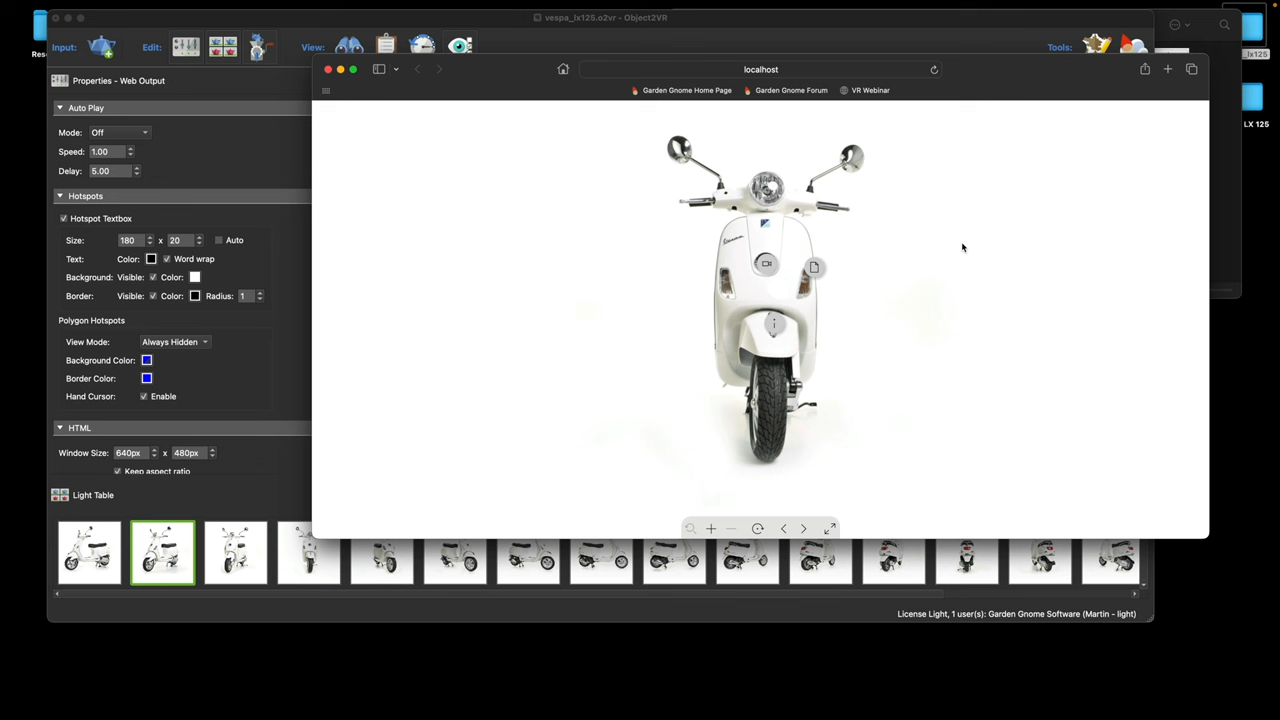 vespa_lx125.o2vr - Object2VR
Input:
Edit:
View:
Tools:
Properties - Web Output
localhost
Garden Gnome Home Page
Garden Gnome Forum
VR Webinar
Auto Play
Mode: Off
Speed: 1.00
Delay: 5.00
Hotspots
Hotspot Textbox
Size: 180 x 20 Auto
Text: Color: Word wrap
Background: Visible: Color:
Border: Visible: Color: Radius: 1
Polygon Hotspots
View Mode: Always Hidden
Background Color:
Border Color:
Hand Cursor: Enable
HTML
Window Size: 640px x 480px
Keep aspect ratio
Light Table
License Light, 1 user(s): Garden Gnome Software (Martin - light)
LX 125